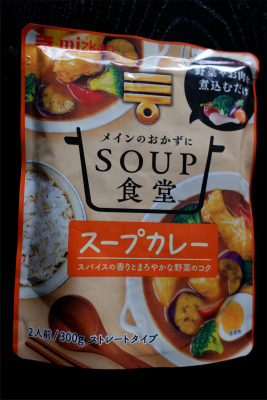 mizkan
野菜やお肉を
煮込むだけ
メインのおかずに
SOUP
食堂
スープカレー
スパイスの香りとまろやかな野菜のコク
2人前/300g ストレートタイプ